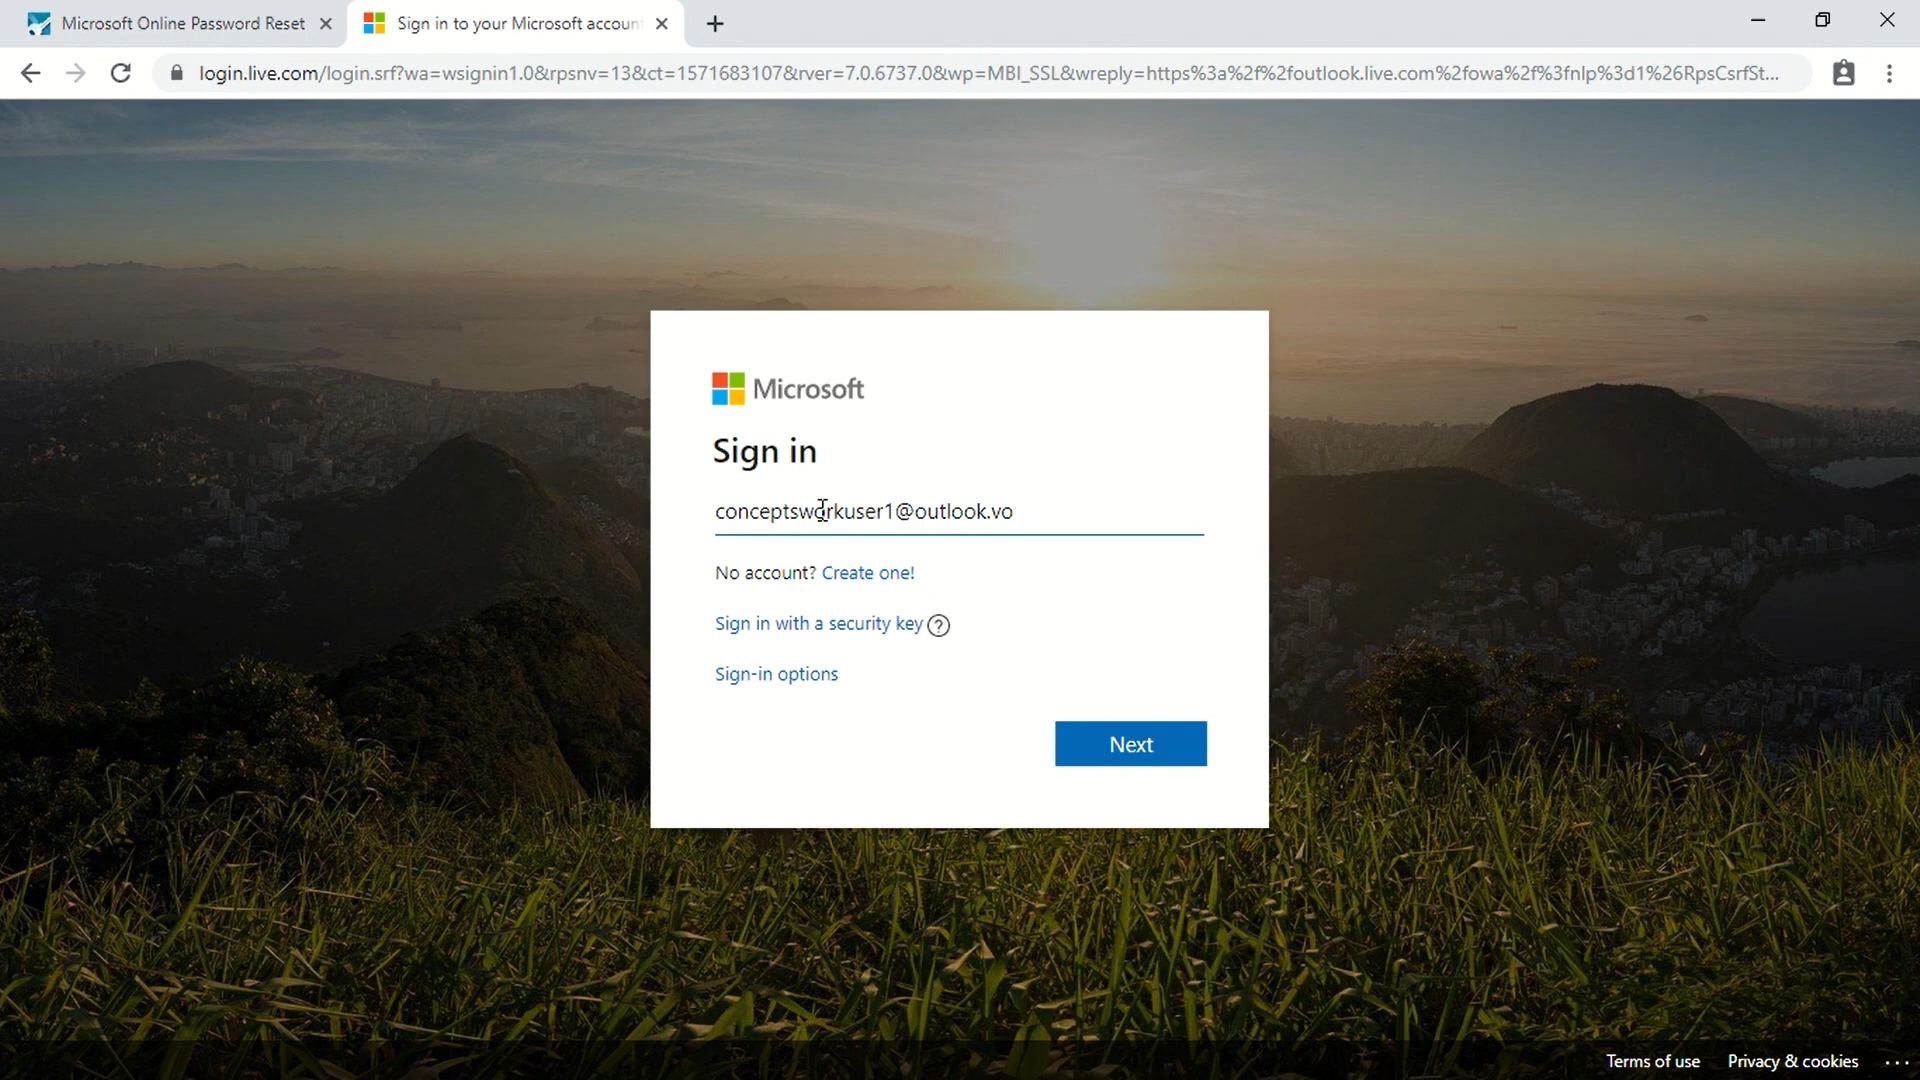 Microsoft Online Password Reset
Sign in to your Microsoft accoun
login.live.com/login.srf?wa=wsignin1.0&rpsnv=13&ct=1571683107&rver=7.0.6737.0&wp=MBI_SSL&wreply=https%3a%2f%2foutlook.live.com%2fowa%2f%3fnlp%3d1%26RpsCsrfSt...
Microsoft
Sign in
conceptsworkuser1@outlook.vo
No account? Create one!
Sign in with a security key ?
Sign-in options
Next
Terms of use Privacy & cookies ...